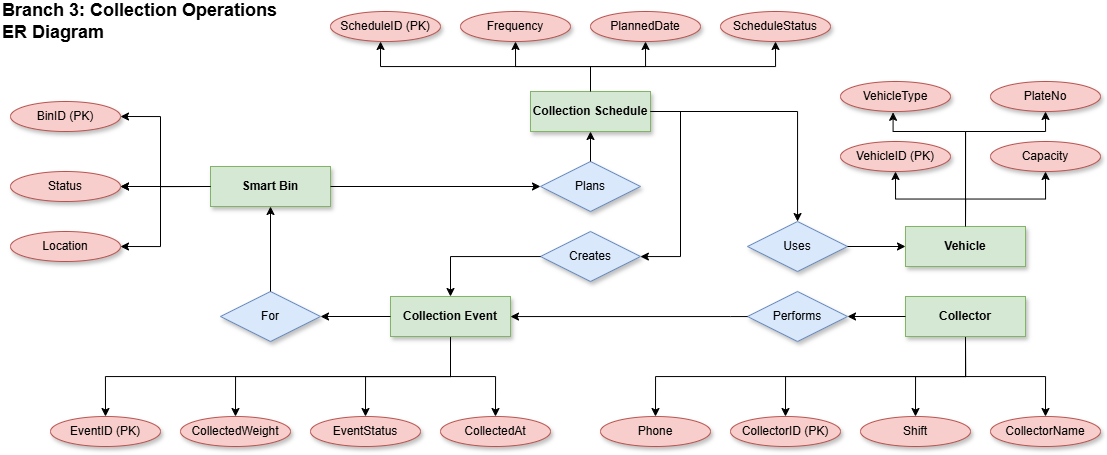 Branch 3: Collection Operations
ER Diagram
ScheduleID (PK)
Frequency
PlannedDate
ScheduleStatus
BinID (PK)
Status
Location
Smart Bin
Collection Schedule
Plans
VehicleType
PlateNo
VehicleID (PK)
Capacity
Creates
Uses
Vehicle
For
Collection Event
Performs
Collector
EventID (PK)
CollectedWeight
EventStatus
CollectedAt
Phone
CollectorID (PK)
Shift
CollectorName